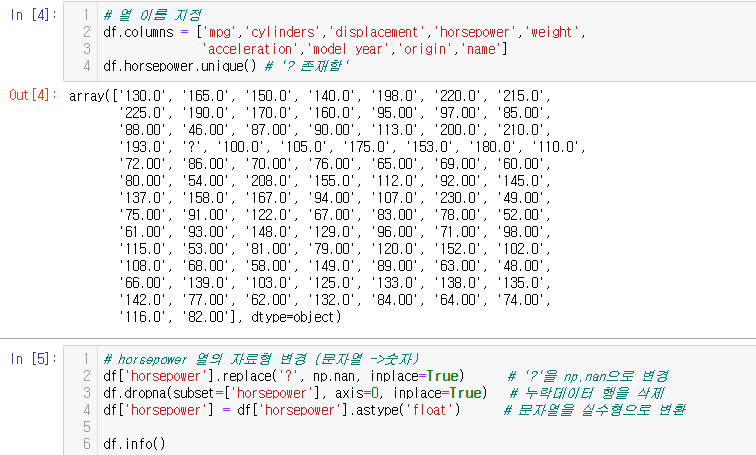 In [4]:
1 # 열 이름 지정
2 df.columns = ['mpg','cylinders','displacement','horsepower','weight',
3 'acceleration','model year','origin','name']
4 df.horsepower.unique() # '? 존재함'
Out[4]: array(['130.0', '165.0', '150.0', '140.0', '198.0', '220.0', '215.0',
'225.0', '190.0', '170.0', '160.0', '95.00', '97.00', '85.00',
'88.00', '46.00', '87.00', '90.00', '113.0', '200.0', '210.0',
'193.0', '?', '100.0', '105.0', '175.0', '153.0', '180.0', '110.0',
'72.00', '86.00', '70.00', '76.00', '65.00', '69.00', '60.00',
'80.00', '54.00', '208.0', '155.0', '112.0', '92.00', '145.0',
'137.0', '158.0', '167.0', '94.00', '107.0', '230.0', '49.00',
'75.00', '91.00', '122.0', '67.00', '83.00', '78.00', '52.00',
'61.00', '93.00', '148.0', '129.0', '96.00', '71.00', '98.00',
'115.0', '53.00', '81.00', '79.00', '120.0', '152.0', '102.0',
'108.0', '68.00', '58.00', '149.0', '89.00', '63.00', '48.00',
'66.00', '139.0', '103.0', '125.0', '133.0', '138.0', '135.0',
'142.0', '77.00', '62.00', '132.0', '84.00', '64.00', '74.00',
'116.0', '82.00'], dtype=object)
In [5]:
1 # horsepower 열의 자료형 변경 (문자열 ->숫자)
2 df['horsepower'].replace('?', np.nan, inplace=True) # '?'을 np.nan으로 변경
3 df.dropna(subset=['horsepower'], axis=0, inplace=True) # 누락데이터 행을 삭제
4 df['horsepower'] = df['horsepower'].astype('float') # 문자열을 실수형으로 변환
5
6 df.info()